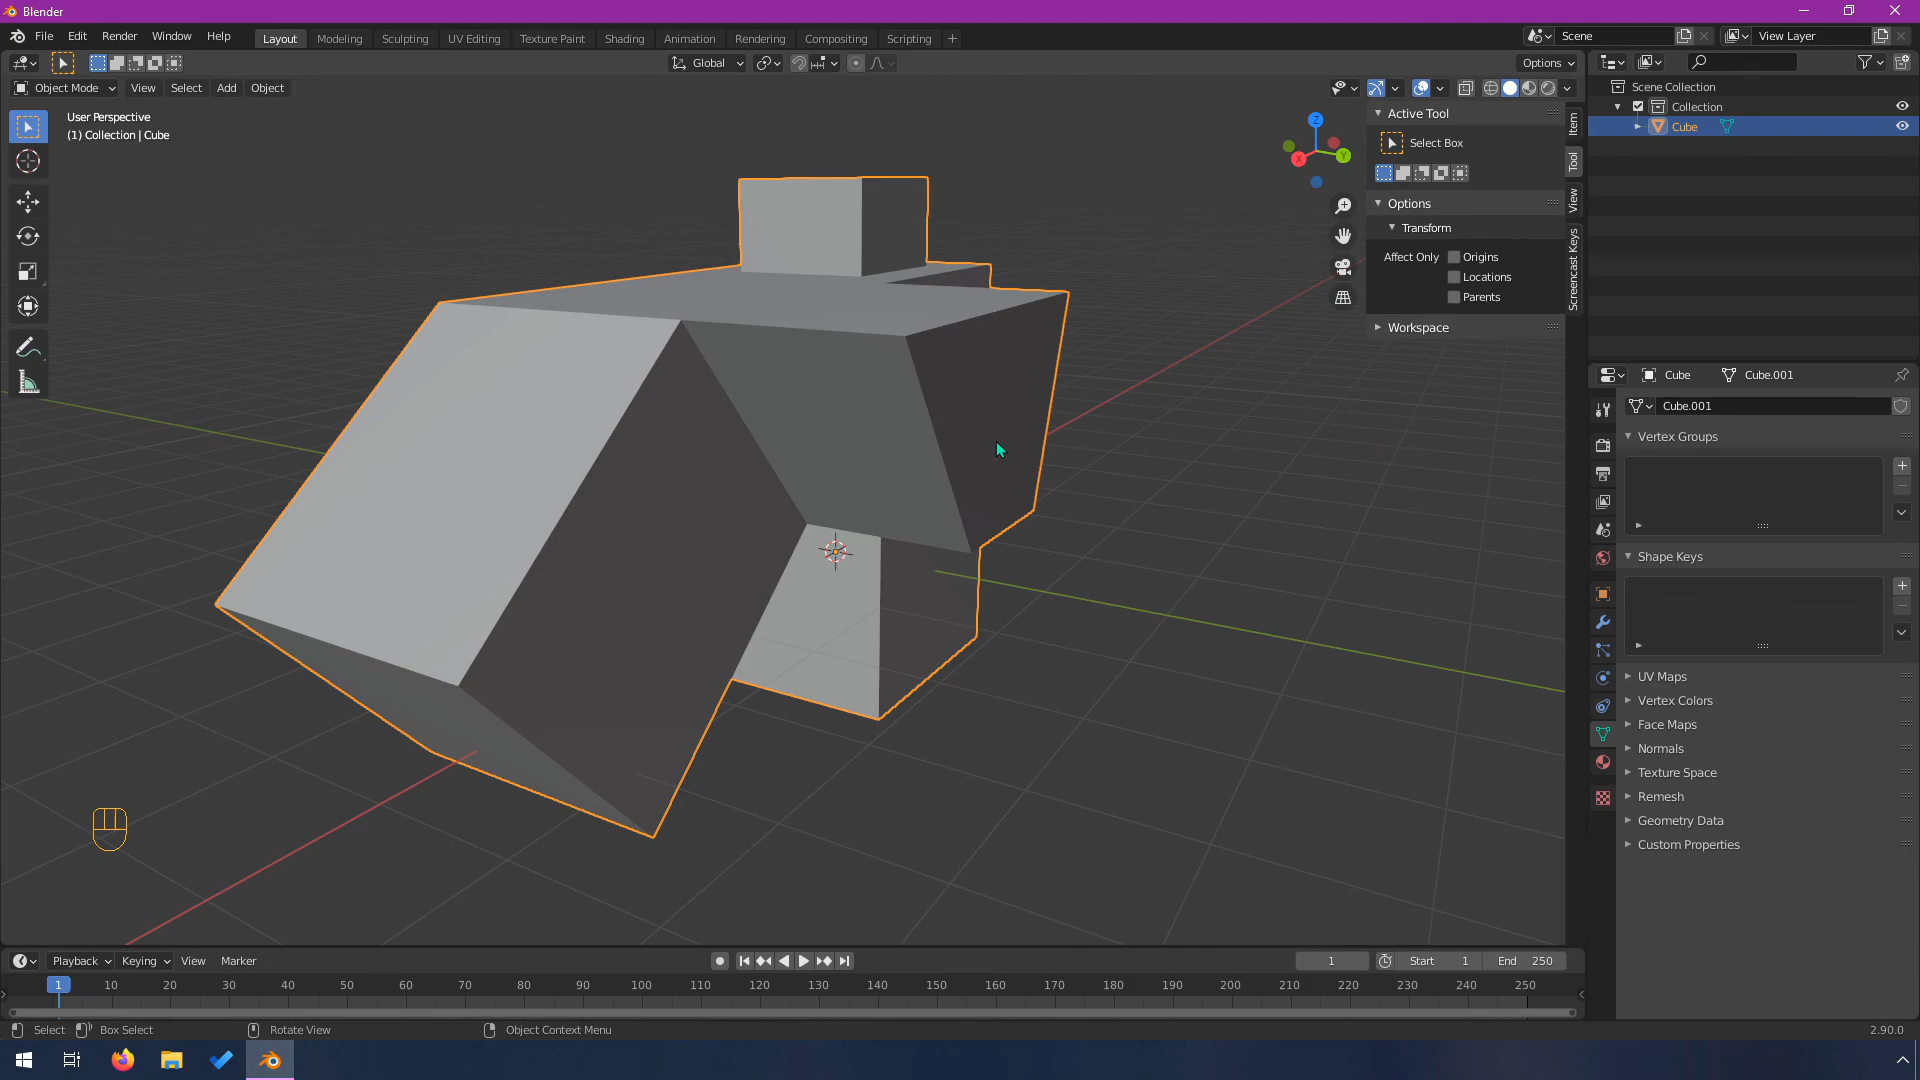 Blender
File Edit Render Window Help
Layout Modeling Sculpting UV Editing Texture Paint Shading Animation Rendering Compositing Scripting +
Scene
View Layer
Global
Options
Object Mode View Select Add Object
User Perspective
(1) Collection | Cube
Z
Y
X
Active Tool
Select Box
Options
Transform
Affect Only Origins
Locations
Parents
Workspace
Item
Tool
View
Screencast Keys
Scene Collection
Collection
Cube
Cube Cube.001
Cube.001
Vertex Groups
Shape Keys
UV Maps
Vertex Colors
Face Maps
Normals
Texture Space
Remesh
Geometry Data
Custom Properties
Playback Keying View Marker
1 Start 1 End 250
1 10 20 30 40 50 60 70 80 90 100 110 120 130 140 150 160 170 180 190 200 210 220 230 240 250
Select Box Select Rotate View Object Context Menu 2.90.0